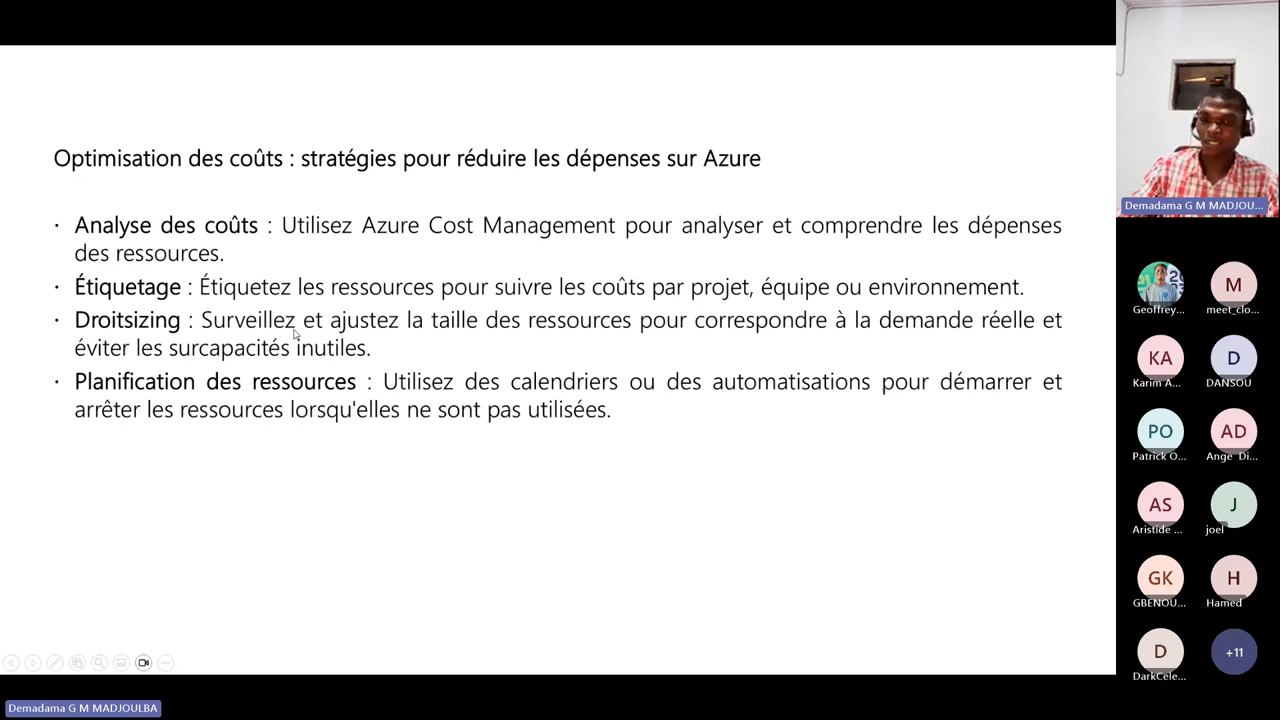 Optimisation des coûts : stratégies pour réduire les dépenses sur Azure
· Analyse des coûts : Utilisez Azure Cost Management pour analyser et comprendre les dépenses
des ressources.
· Étiquetage : Étiquetez les ressources pour suivre les coûts par projet, équipe ou environnement.
· Droitsizing : Surveillez et ajustez la taille des ressources pour correspondre à la demande réelle et
éviter les surcapacités inutiles.
· Planification des ressources : Utilisez des calendriers ou des automatisations pour démarrer et
arrêter les ressources lorsqu'elles ne sont pas utilisées.
Demadama G M MADJOU...
Geoffrey...
M
meet_clo...
KA
Karim A...
D
DANSOU
PO
Patrick O...
AD
Ange Di...
AS
Aristide ...
J
joel
GK
GBENOU...
H
Hamed
D
DarkCele...
+11
Demadama G M MADJOULBA